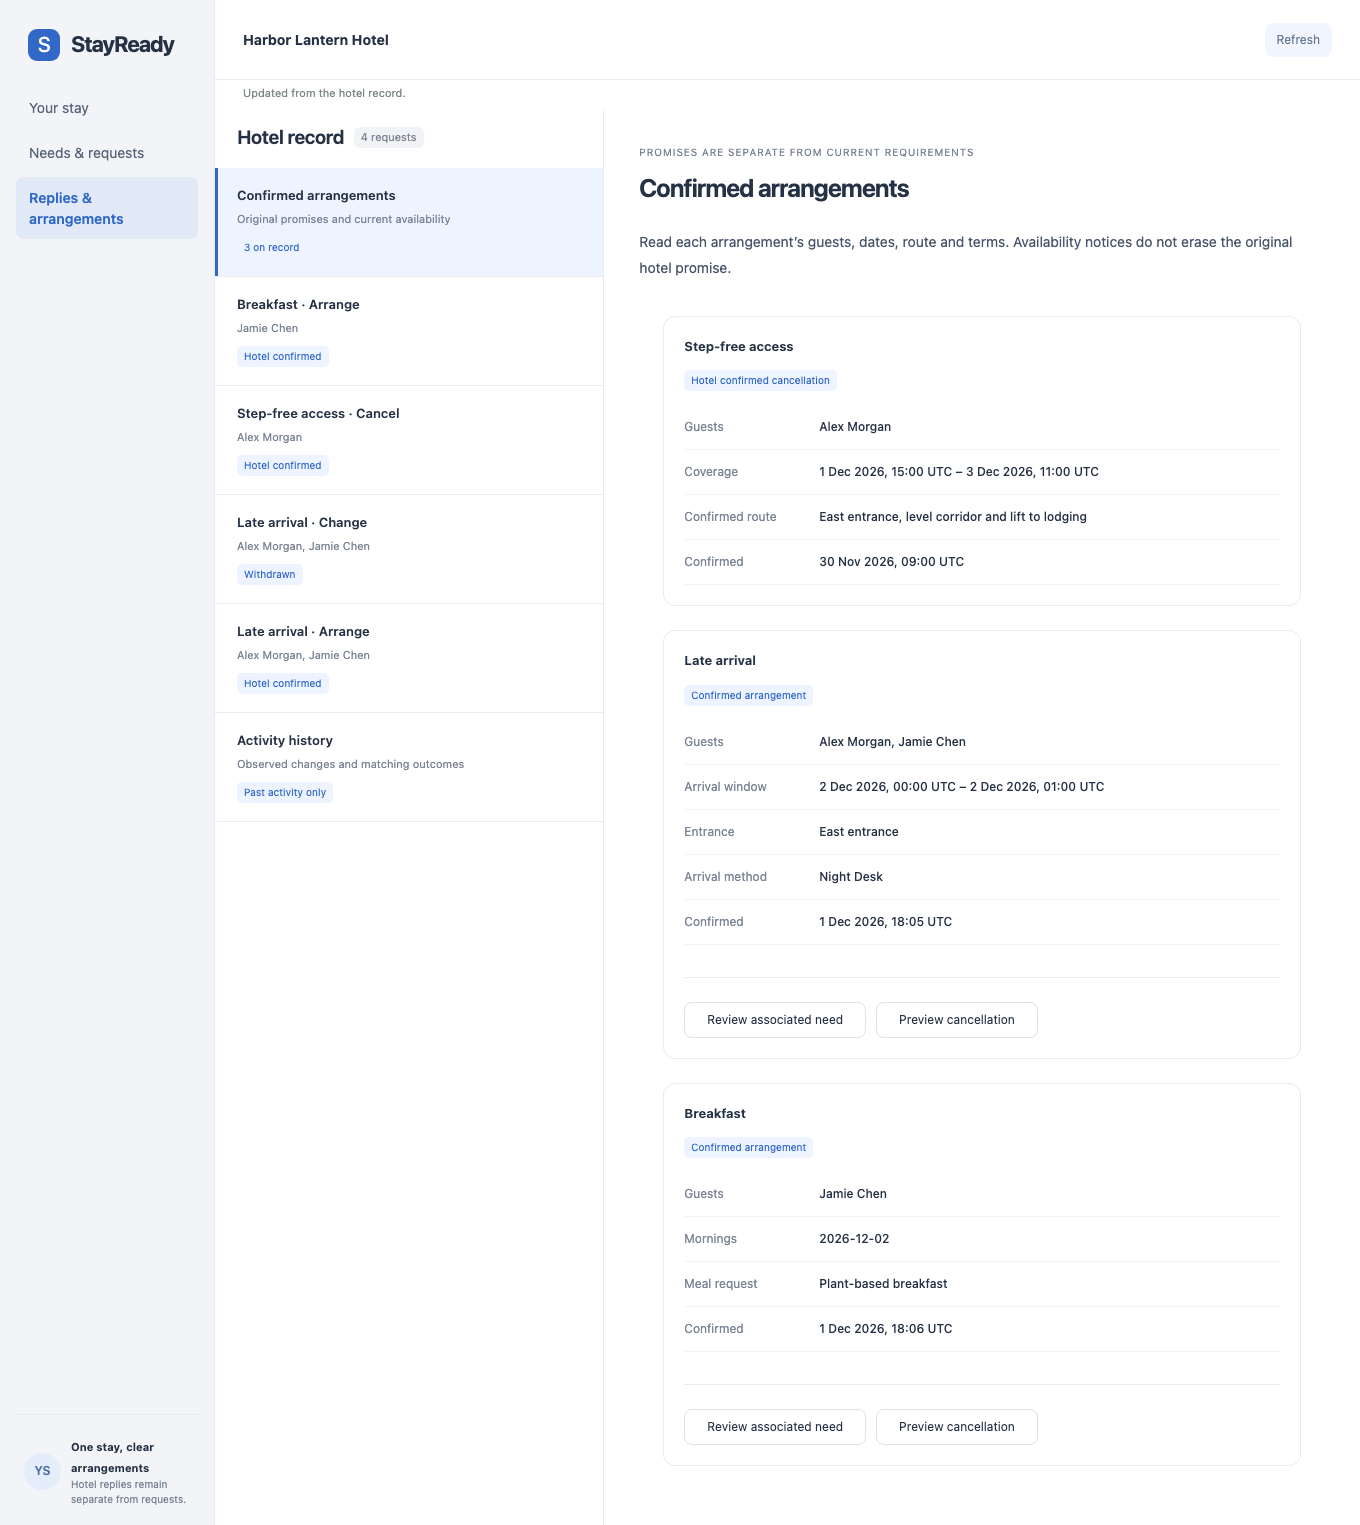 S StayReady
Your stay
Needs & requests
Replies &
arrangements
One stay, clear
arrangements
YS
Hotel replies remain
separate from requests.
Harbor Lantern Hotel
Refresh
Updated from the hotel record.
Hotel record 4 requests
Confirmed arrangements
Original promises and current availability
3 on record
Breakfast · Arrange
Jamie Chen
Hotel confirmed
Step-free access · Cancel
Alex Morgan
Hotel confirmed
Late arrival · Change
Alex Morgan, Jamie Chen
Withdrawn
Late arrival · Arrange
Alex Morgan, Jamie Chen
Hotel confirmed
Activity history
Observed changes and matching outcomes
Past activity only
PROMISES ARE SEPARATE FROM CURRENT REQUIREMENTS
Confirmed arrangements
Read each arrangement’s guests, dates, route and terms. Availability notices do not erase the original
hotel promise.
Step-free access
Hotel confirmed cancellation
Guests Alex Morgan
Coverage 1 Dec 2026, 15:00 UTC – 3 Dec 2026, 11:00 UTC
Confirmed route East entrance, level corridor and lift to lodging
Confirmed 30 Nov 2026, 09:00 UTC
Late arrival
Confirmed arrangement
Guests Alex Morgan, Jamie Chen
Arrival window 2 Dec 2026, 00:00 UTC – 2 Dec 2026, 01:00 UTC
Entrance East entrance
Arrival method Night Desk
Confirmed 1 Dec 2026, 18:05 UTC
Review associated need Preview cancellation
Breakfast
Confirmed arrangement
Guests Jamie Chen
Mornings 2026-12-02
Meal request Plant-based breakfast
Confirmed 1 Dec 2026, 18:06 UTC
Review associated need Preview cancellation